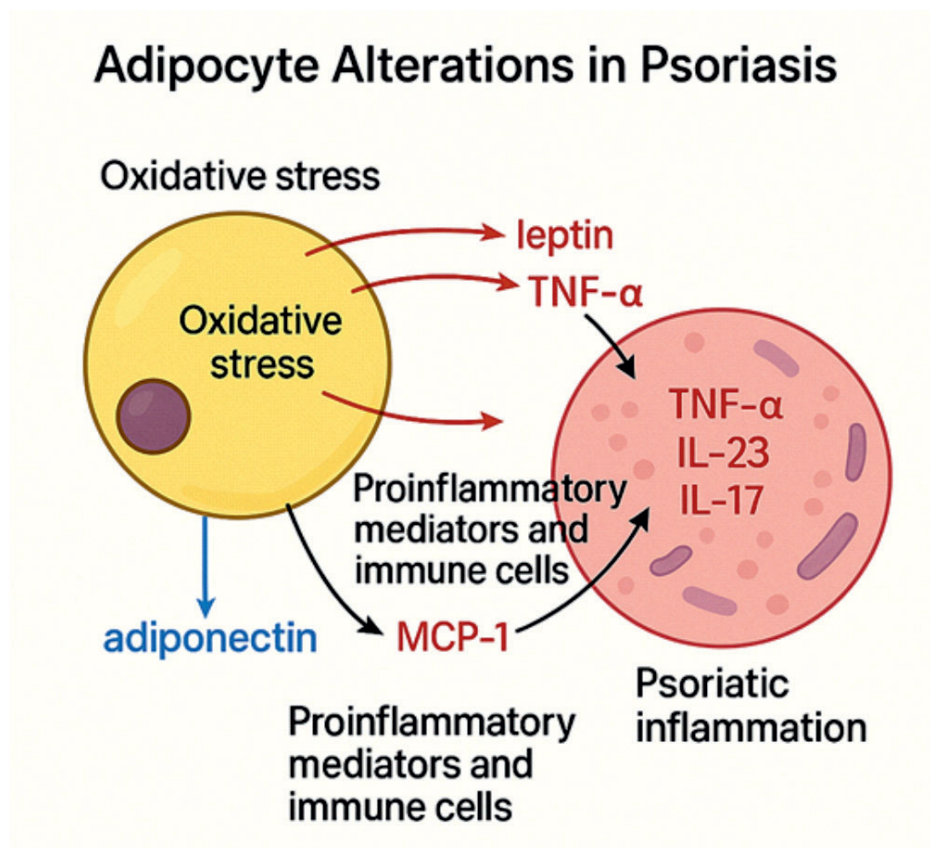 Adipocyte Alterations in Psoriasis
Oxidative stress
leptin
TNF-α
Oxidative
stress
TNF-α
IL-23
IL-17
Proinflammatory
mediators and
immune cells
adiponectin
MCP-1
Psoriatic
inflammation
Proinflammatory
mediators and
immune cells